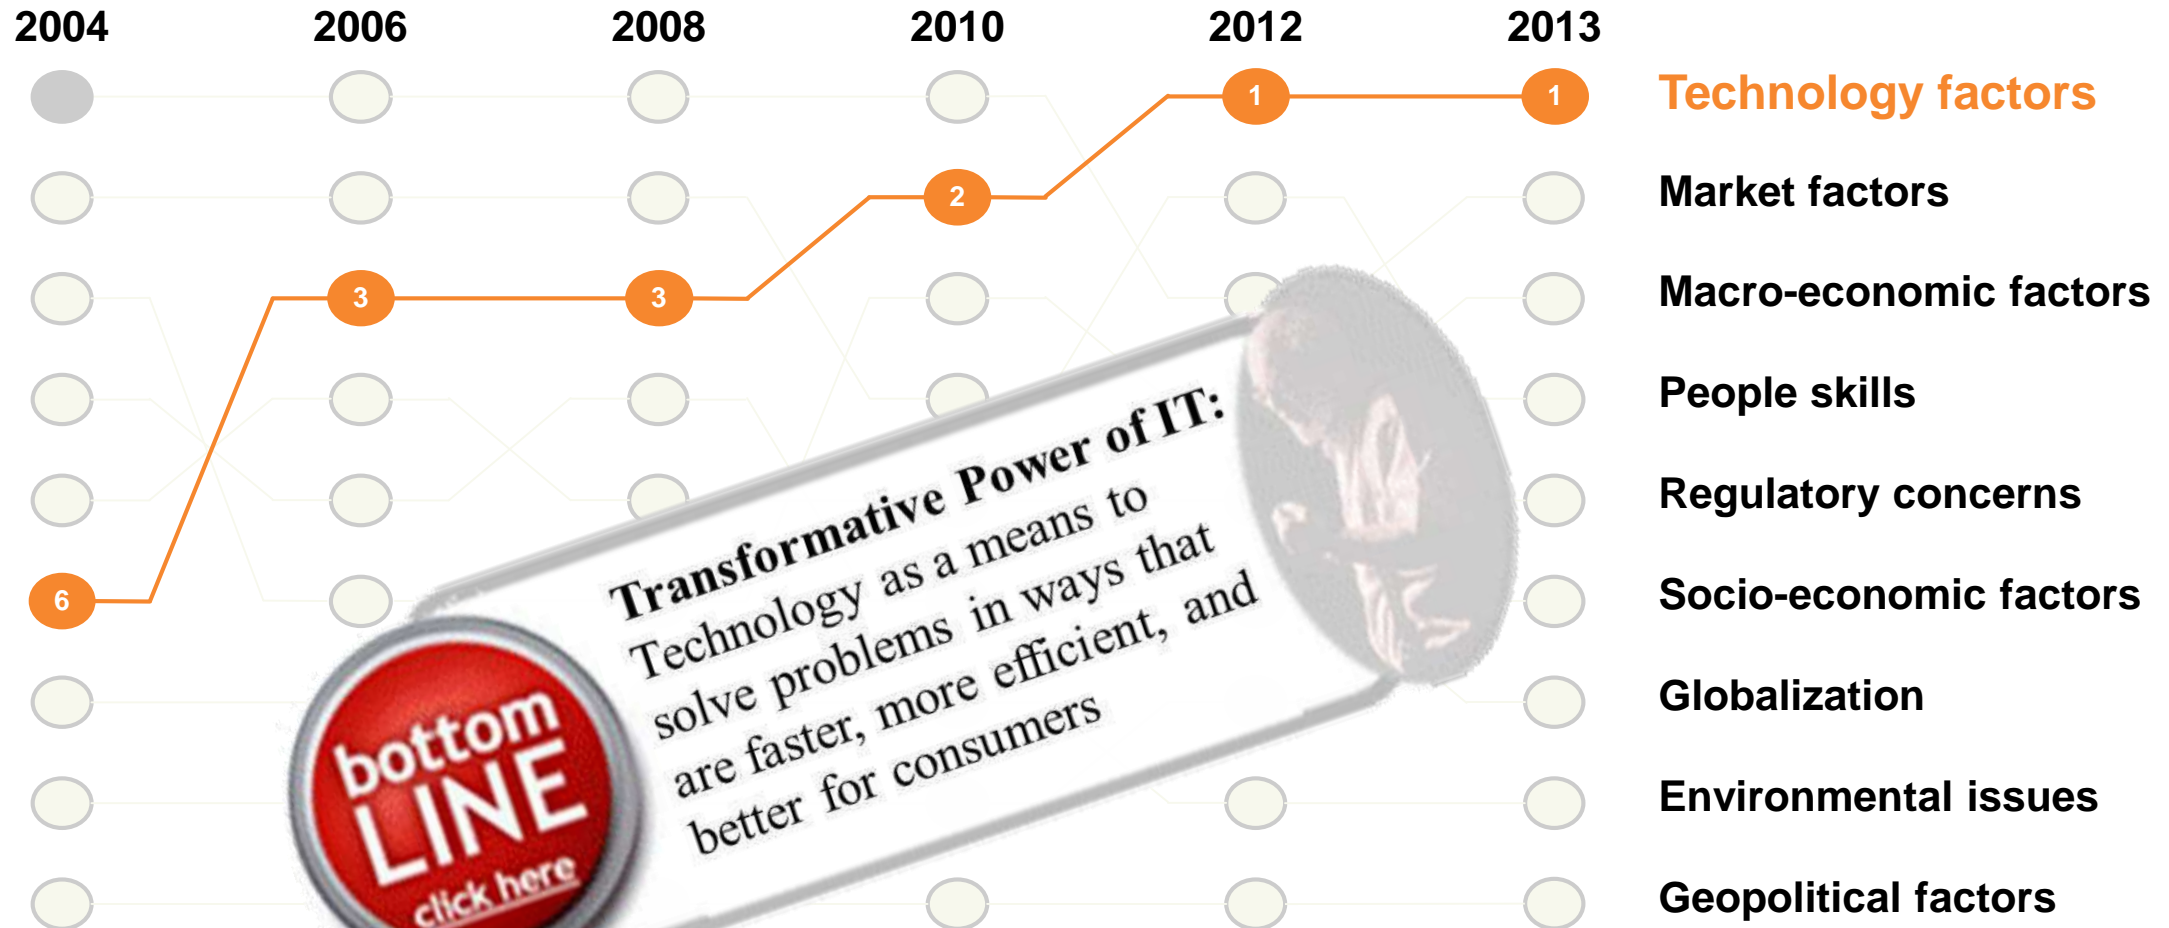 2004 2006 2008 2010 2012 2013
1 1 Technology factors
2 Market factors
3 3 Macro-economic factors
People skills
Regulatory concerns
6 Socio-economic factors
Globalization
Environmental issues
Geopolitical factors
Transformative Power of IT:
Technology as a means to
solve problems in ways that
are faster, more efficient, and
better for consumers
bottom
LINE
click here